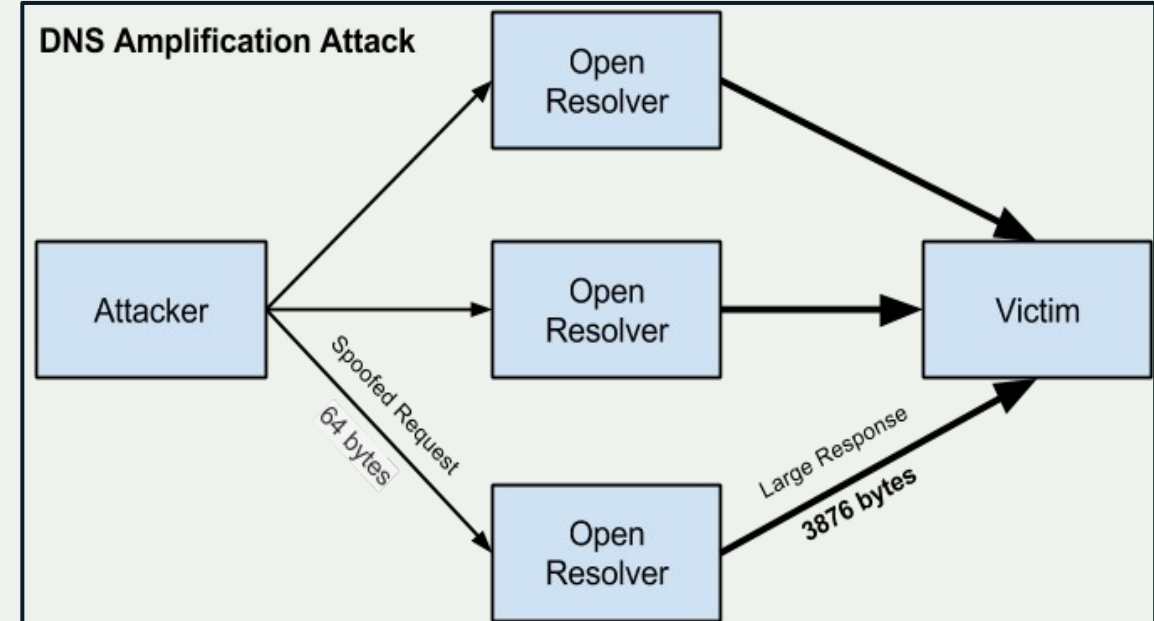 DNS Amplification Attack
Open
Resolver
Attacker
Open
Resolver
Victim
Spoofed Request
64 bytes
Large Response
3876 bytes
Open
Resolver